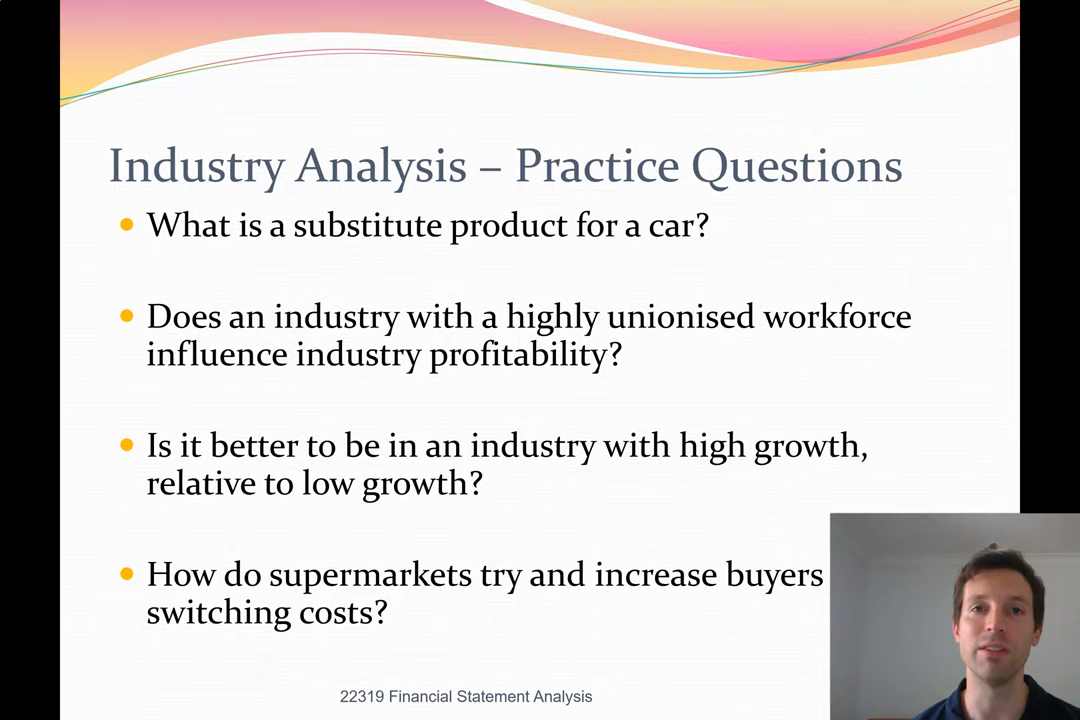 Industry Analysis – Practice Questions
• What is a substitute product for a car?
• Does an industry with a highly unionised workforce
influence industry profitability?
• Is it better to be in an industry with high growth,
relative to low growth?
• How do supermarkets try and increase buyers
switching costs?
22319 Financial Statement Analysis